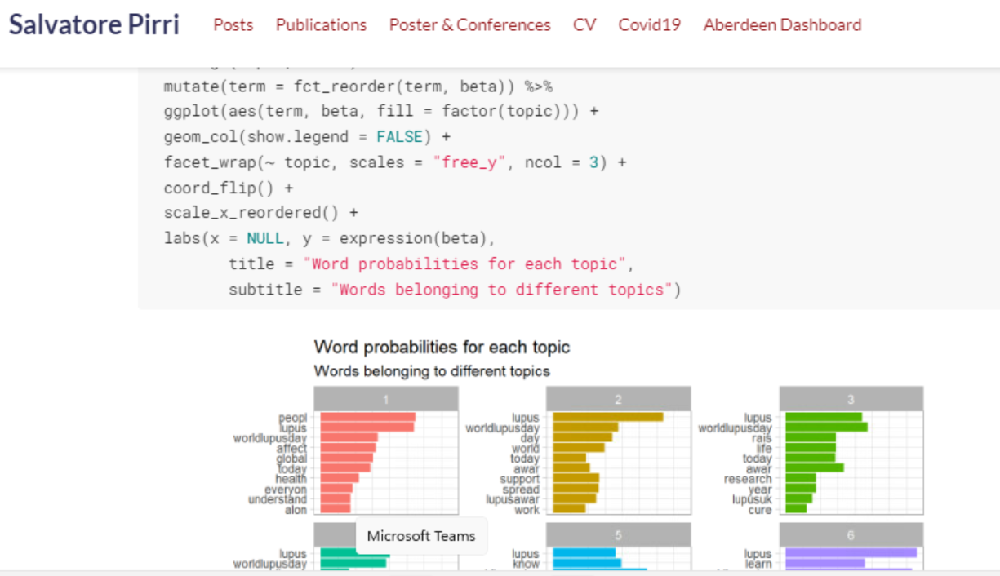 Salvatore Pirri Posts Publications Poster & Conferences CV Covid19 Aberdeen Dashboard
mutate(term = fct_reorder(term, beta)) %>%
ggplot(aes(term, beta, fill = factor(topic))) +
geom_col(show.legend = FALSE) +
facet_wrap(~ topic, scales = "free_y", ncol = 3) +
coord_flip() +
scale_x_reordered() +
labs(x = NULL, y = expression(beta),
title = "Word probabilities for each topic",
subtitle = "Words belonging to different topics")
Word probabilities for each topic
Words belonging to different topics
1
peopl
lupus
worldlupusday
affect
global
today
health
everyon
understand
alon
2
lupus
worldlupusday
day
world
today
awar
support
spread
lupusawar
work
3
lupus
worldlupusday
rais
life
today
awar
research
year
lupusuk
cure
Microsoft Teams
lupus
worldlupusday
5
lupus
know
6
lupus
learn